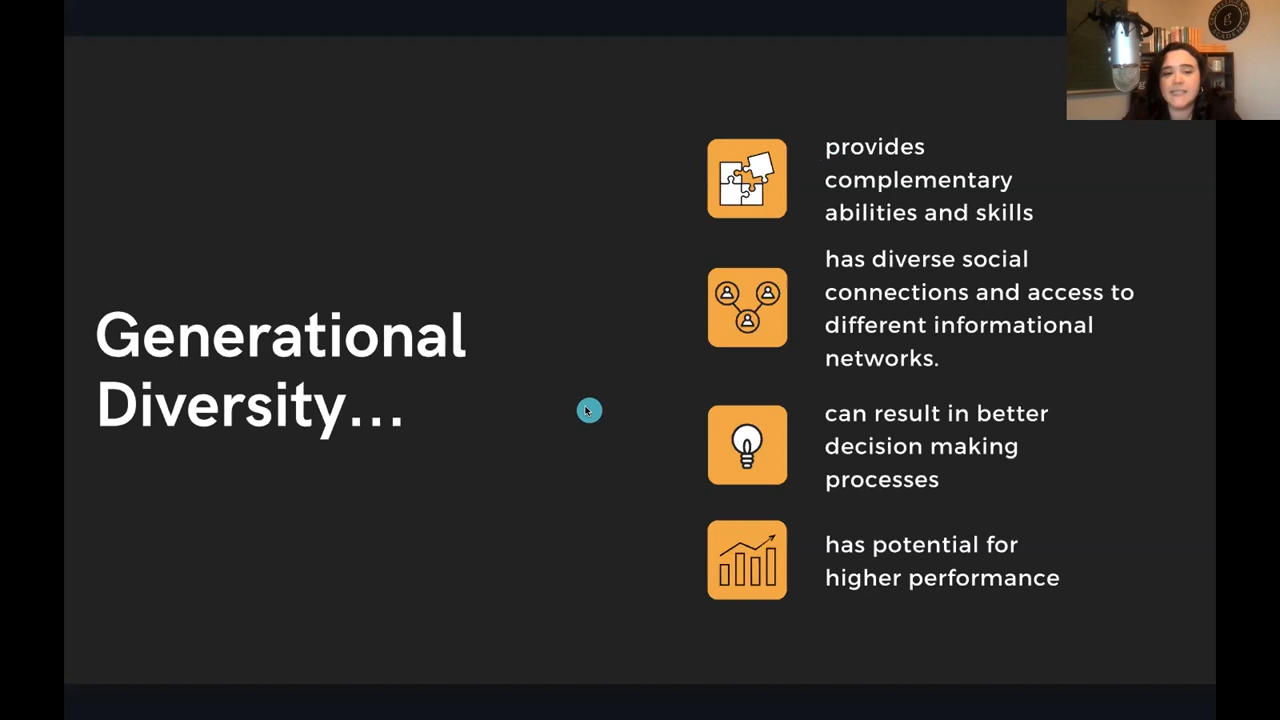 Generational
Diversity...
provides
complementary
abilities and skills
has diverse social
connections and access to
different informational
networks.
can result in better
decision making
processes
has potential for
higher performance